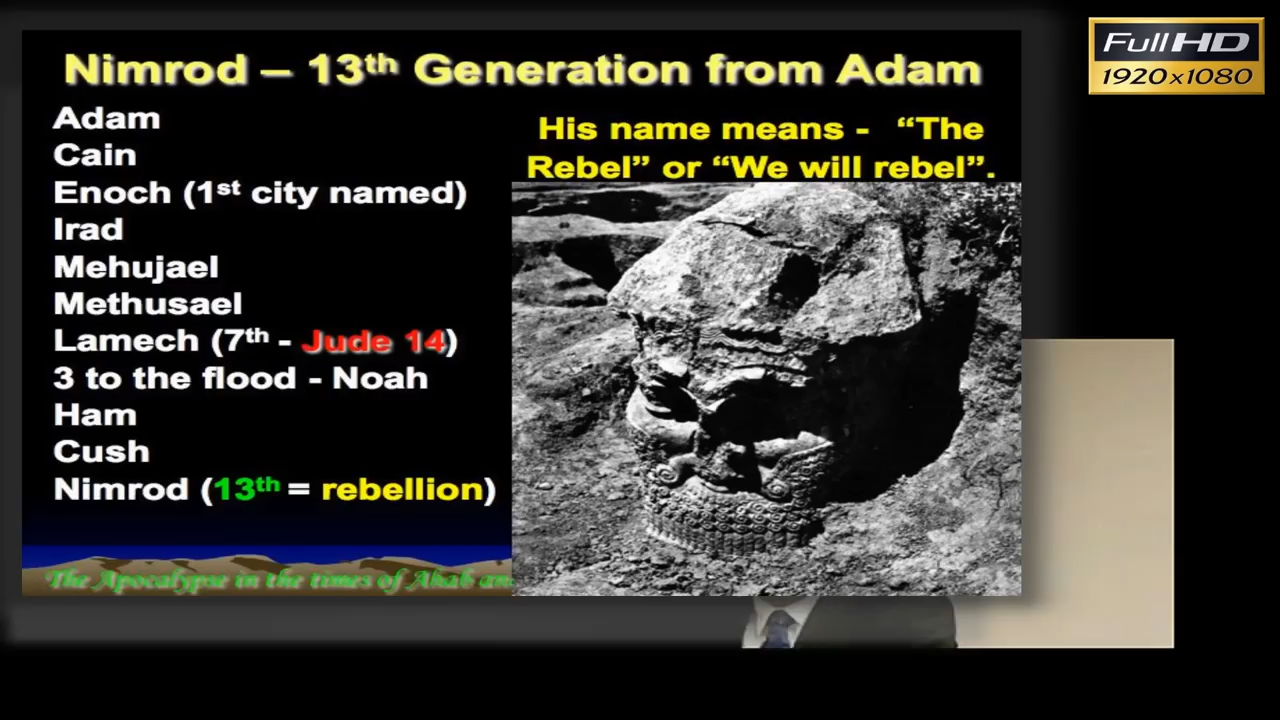 Nimrod – 13th Generation from Adam
Adam
Cain
Enoch (1st city named)
Irad
Mehujael
Methusael
Lamech (7th - Jude 14)
3 to the flood - Noah
Ham
Cush
Nimrod (13th = rebellion)
His name means - “The
Rebel” or “We will rebel”.
The Apocalypse in the times of Ahab an
Full HD
1920x1080